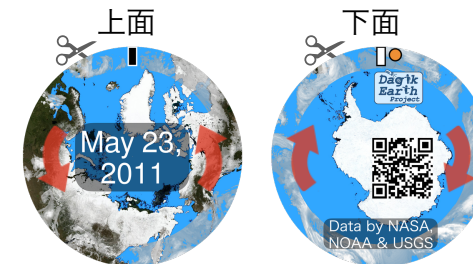 上面
下面
May 23,
2011
Dagik
Earth
Project
Data by NASA,
NOAA & USGS